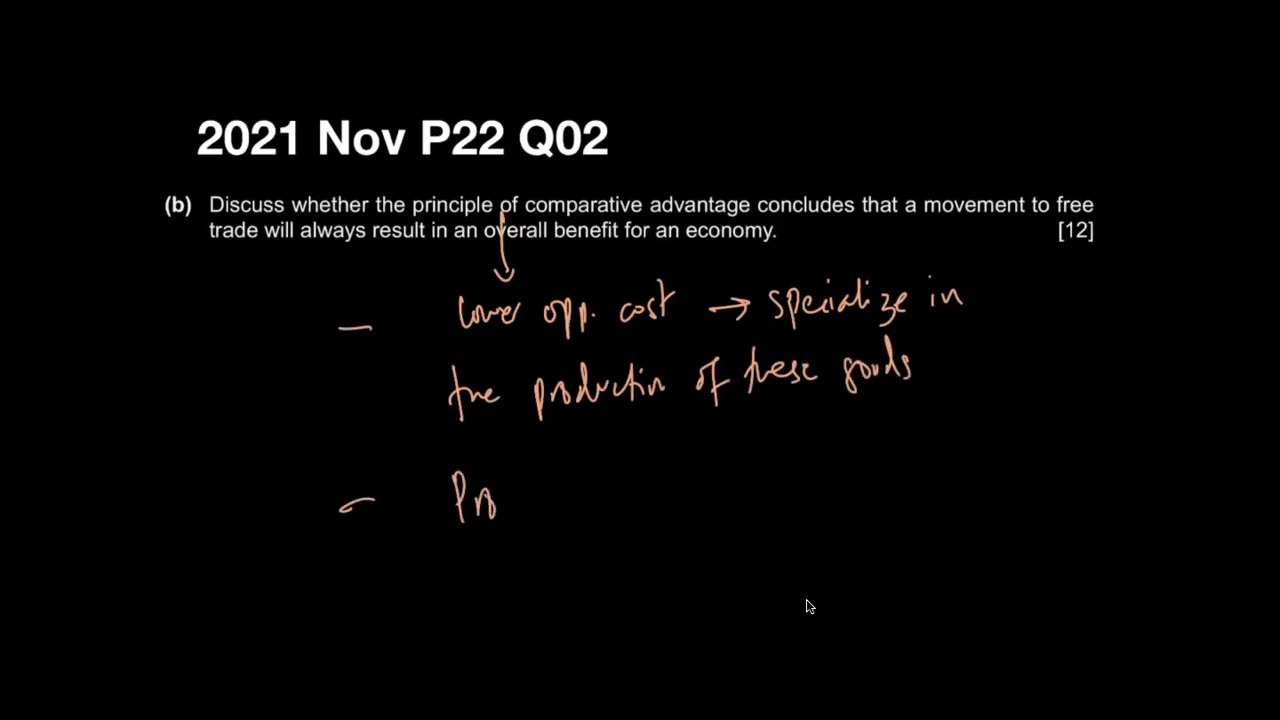 2021 Nov P22 Q02
(b) Discuss whether the principle of comparative advantage concludes that a movement to free
trade will always result in an overall benefit for an economy. [12]
— lower opp. cost → specialize in
the production of these goods
— Pro